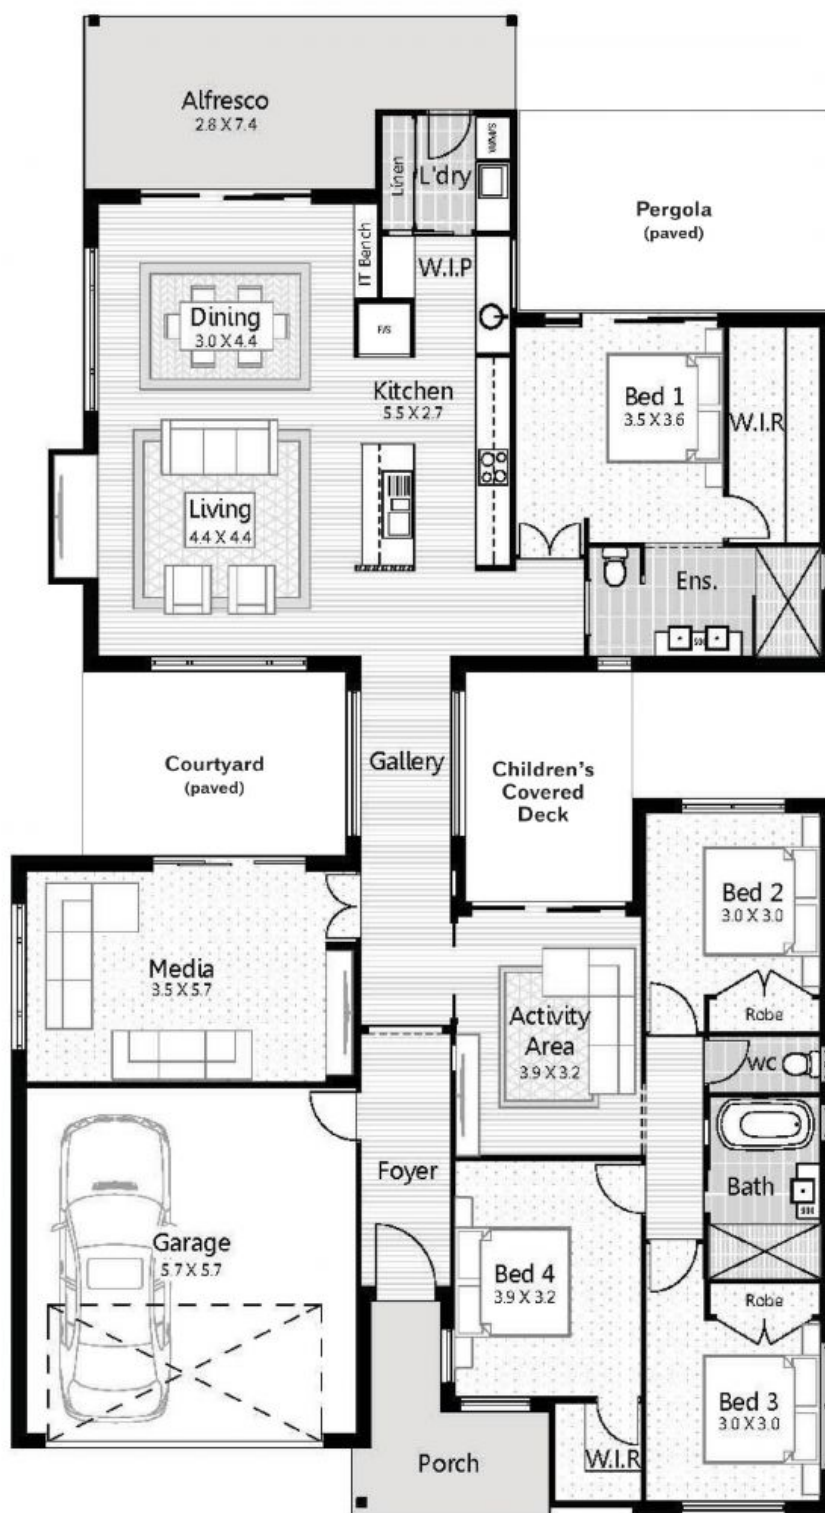 Alfresco
2.8 X 7.4
Linen
L'dry
Pergola
(paved)
IT Bench
W.I.P
Dining
3.0 X 4.4
F/S
Kitchen
5.5 X 2.7
Bed 1
3.5 X 3.6
W.I.R
Living
4.4 X 4.4
Ens.
Courtyard
(paved)
Gallery
Children's
Covered
Deck
Bed 2
3.0 X 3.0
Media
3.5 X 5.7
Robe
Activity
Area
3.9 X 3.2
WC
Foyer
Bath
Garage
5.7 X 5.7
Bed 4
3.9 X 3.2
Robe
Bed 3
3.0 X 3.0
Porch
W.I.R